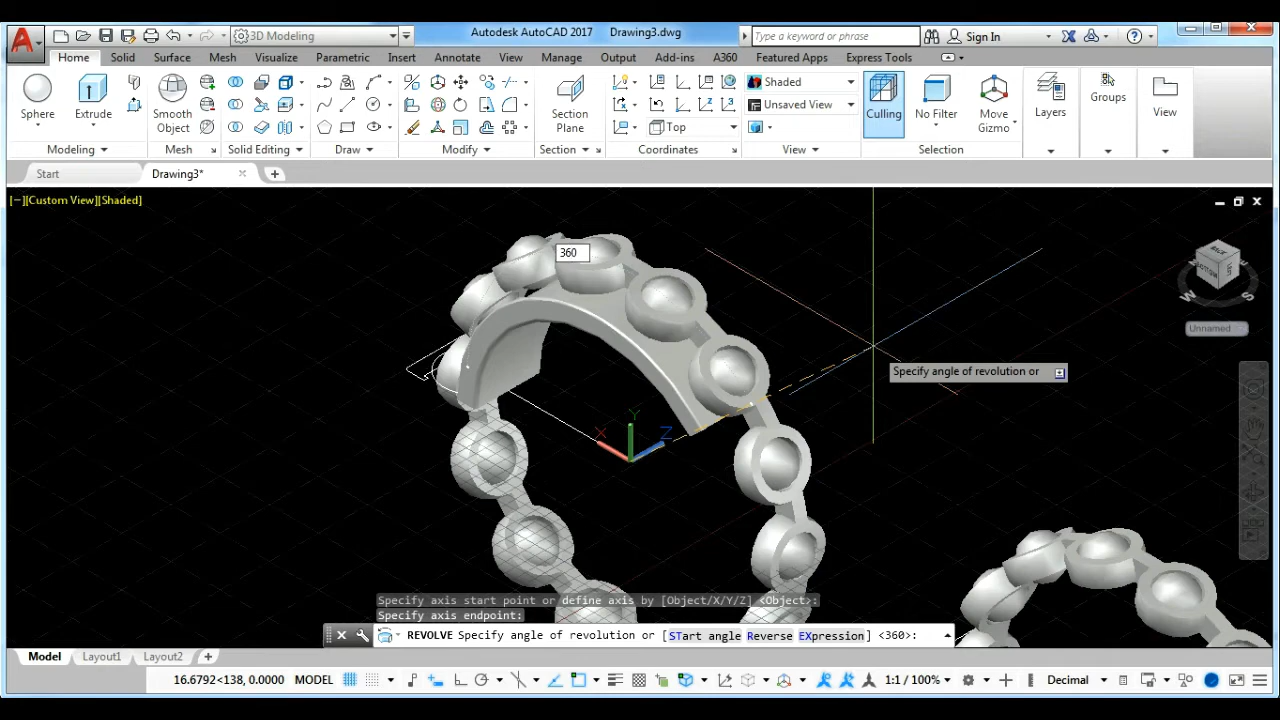 3D Modeling
Autodesk AutoCAD 2017 Drawing3.dwg
Type a keyword or phrase
Sign In
Home Solid Surface Mesh Visualize Parametric Insert Annotate View Manage Output Add-ins A360 Featured Apps Express Tools
Sphere
Extrude
Smooth
Object
Section
Plane
Shaded
Unsaved View
Top
Culling
No Filter
Move
Gizmo
Layers
Groups
View
Modeling Mesh Solid Editing Draw Modify Section Coordinates View Selection
Start Drawing3*
[−][Custom View][Shaded]
360
BOTTOM
W S
Unnamed
Specify angle of revolution or
X Y Z
Specify axis start point or define axis by [Object/X/Y/Z] <Object>:
Specify axis endpoint:
REVOLVE Specify angle of revolution or [STart angle Reverse EXpression] <360>:
Model Layout1 Layout2
16.6792<138, 0.0000 MODEL 1:1 / 100% Decimal